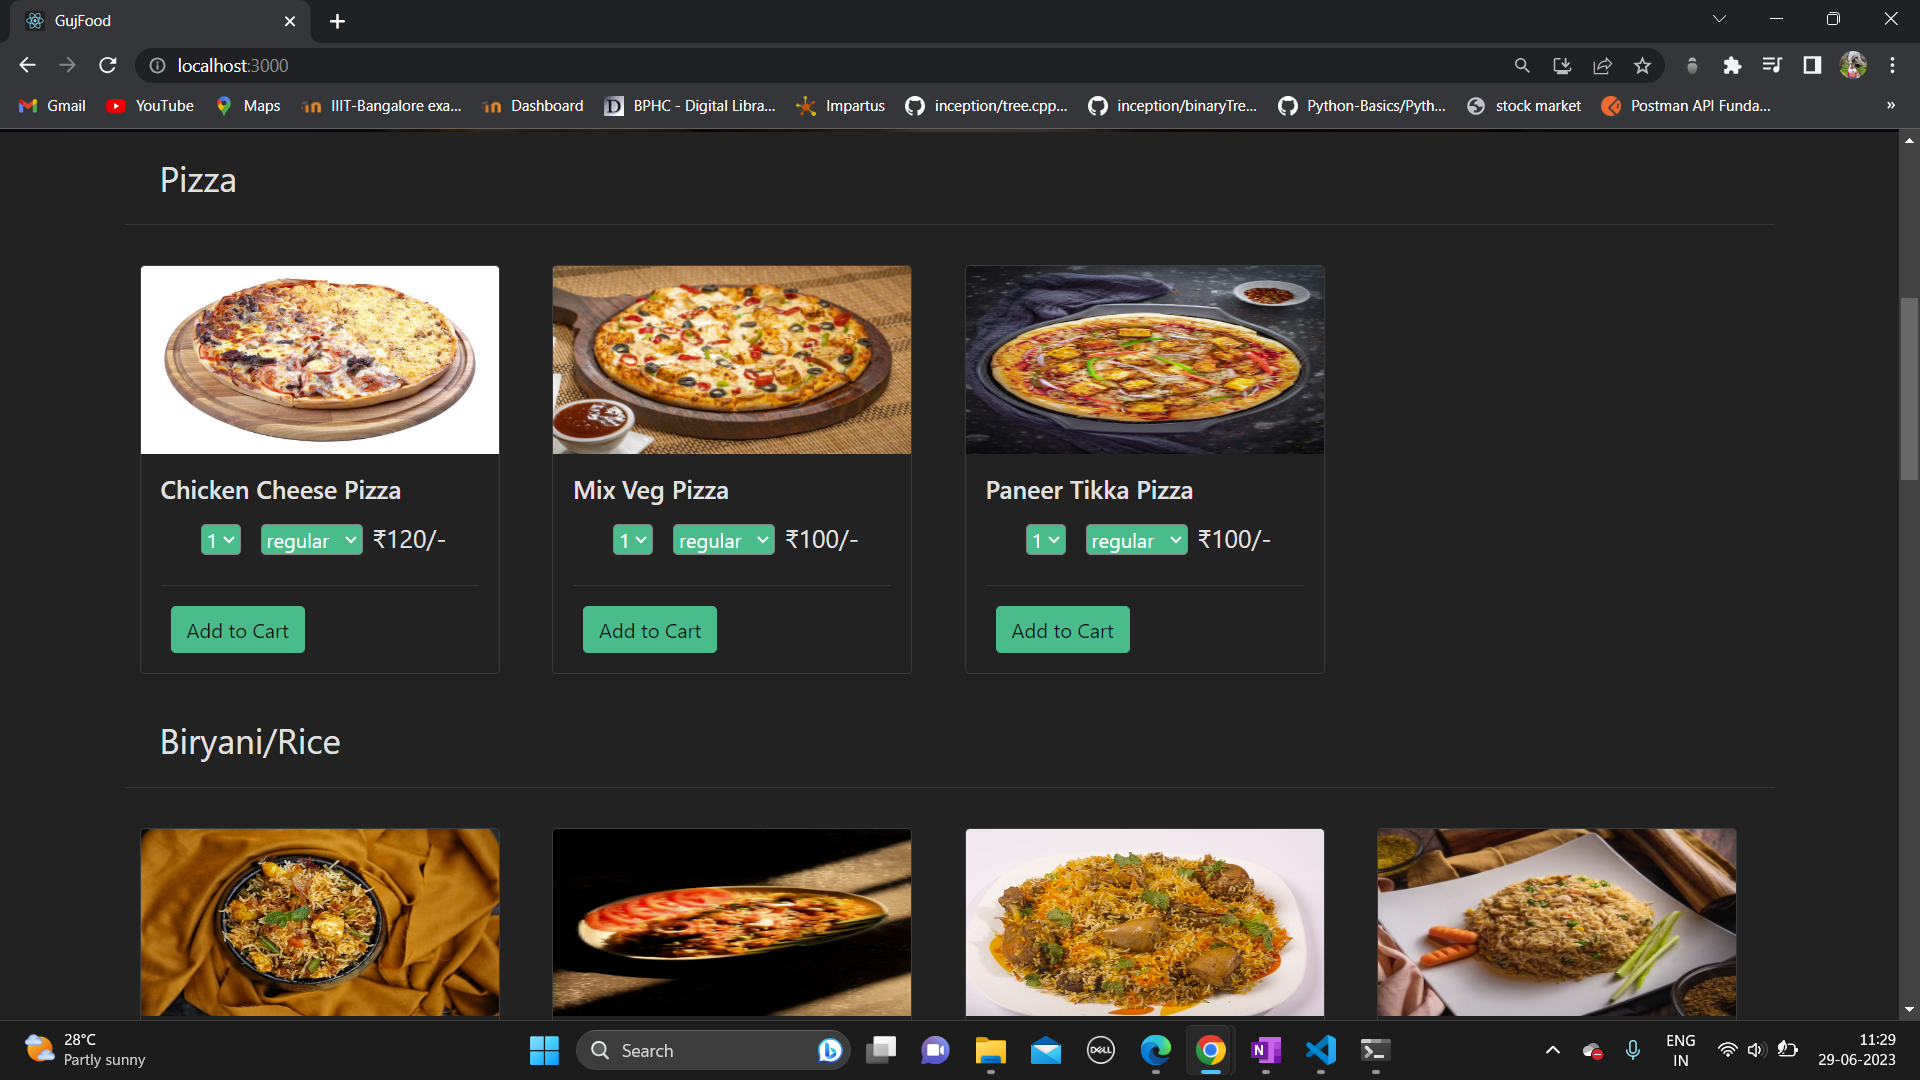 GujFood
localhost:3000
Gmail
YouTube
Maps
IIIT-Bangalore exa...
Dashboard
BPHC - Digital Libra...
Impartus
inception/tree.cpp...
inception/binaryTre...
Python-Basics/Pyth...
stock market
Postman API Funda...
»
Pizza
Chicken Cheese Pizza
1 regular ₹120/-
Add to Cart
Mix Veg Pizza
1 regular ₹100/-
Add to Cart
Paneer Tikka Pizza
1 regular ₹100/-
Add to Cart
Biryani/Rice
28°C
Partly sunny
Search
DELL
ENG
IN
11:29
29-06-2023